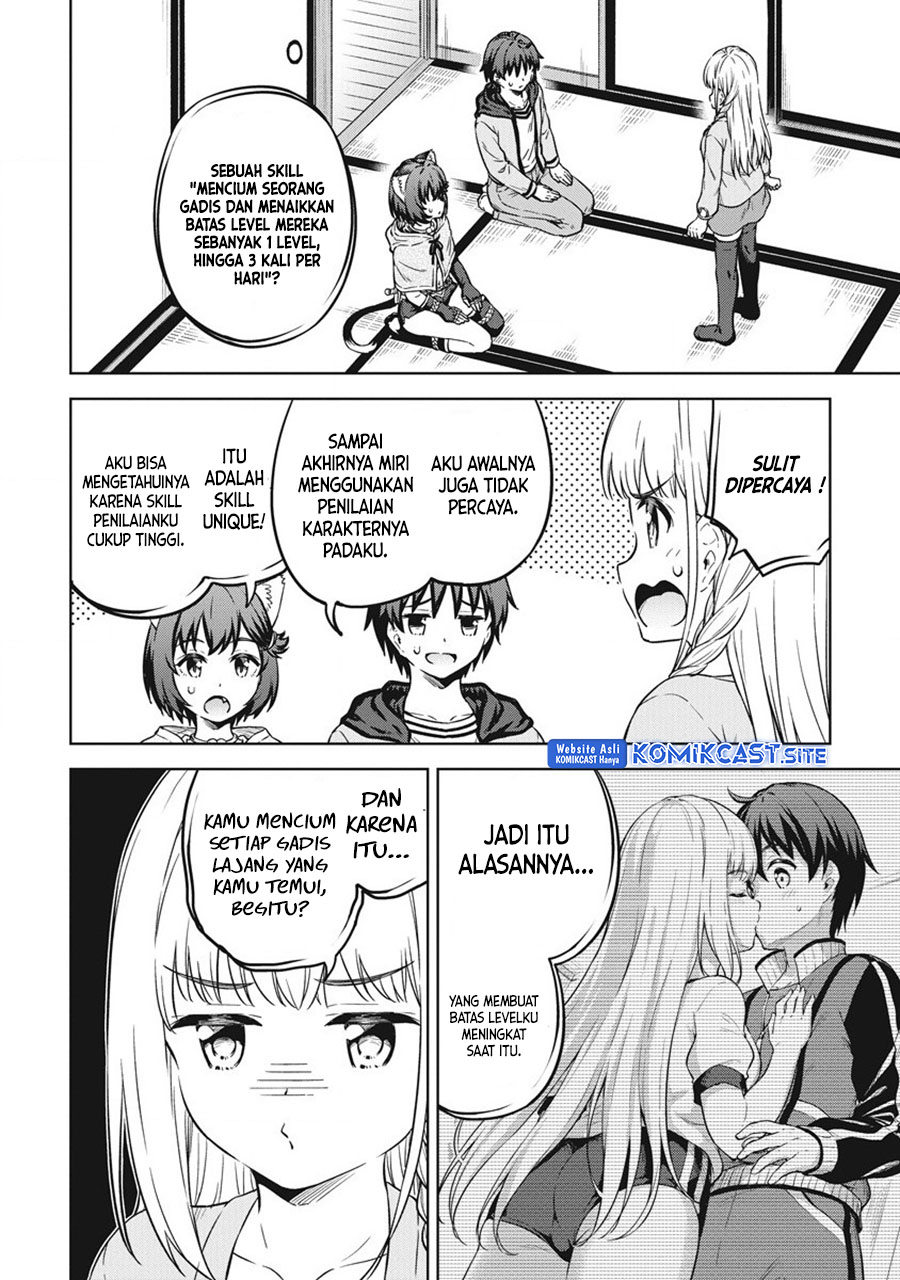 SEBUAH SKILL
"MENCIUM SEORANG
GADIS DAN MENAIKKAN
BATAS LEVEL MEREKA
SEBANYAK 1 LEVEL,
HINGGA 3 KALI PER
HARI"?
SULIT
DIPERCAYA !
AKU AWALNYA
JUGA TIDAK
PERCAYA.
SAMPAI
AKHIRNYA MIRI
MENGGUNAKAN
PENILAIAN
KARAKTERNYA
PADAKU.
ITU
ADALAH
SKILL
UNIQUE!
AKU BISA
MENGETAHUINYA
KARENA SKILL
PENILAIANKU
CUKUP TINGGI.
Website Asli
KOMIKCAST Hanya
KOMIKCAST.SITE
JADI ITU
ALASANNYA...
YANG MEMBUAT
BATAS LEVELKU
MENINGKAT
SAAT ITU.
DAN
KARENA
ITU...
KAMU MENCIUM
SETIAP GADIS
LAJANG YANG
KAMU TEMUI,
BEGITU?